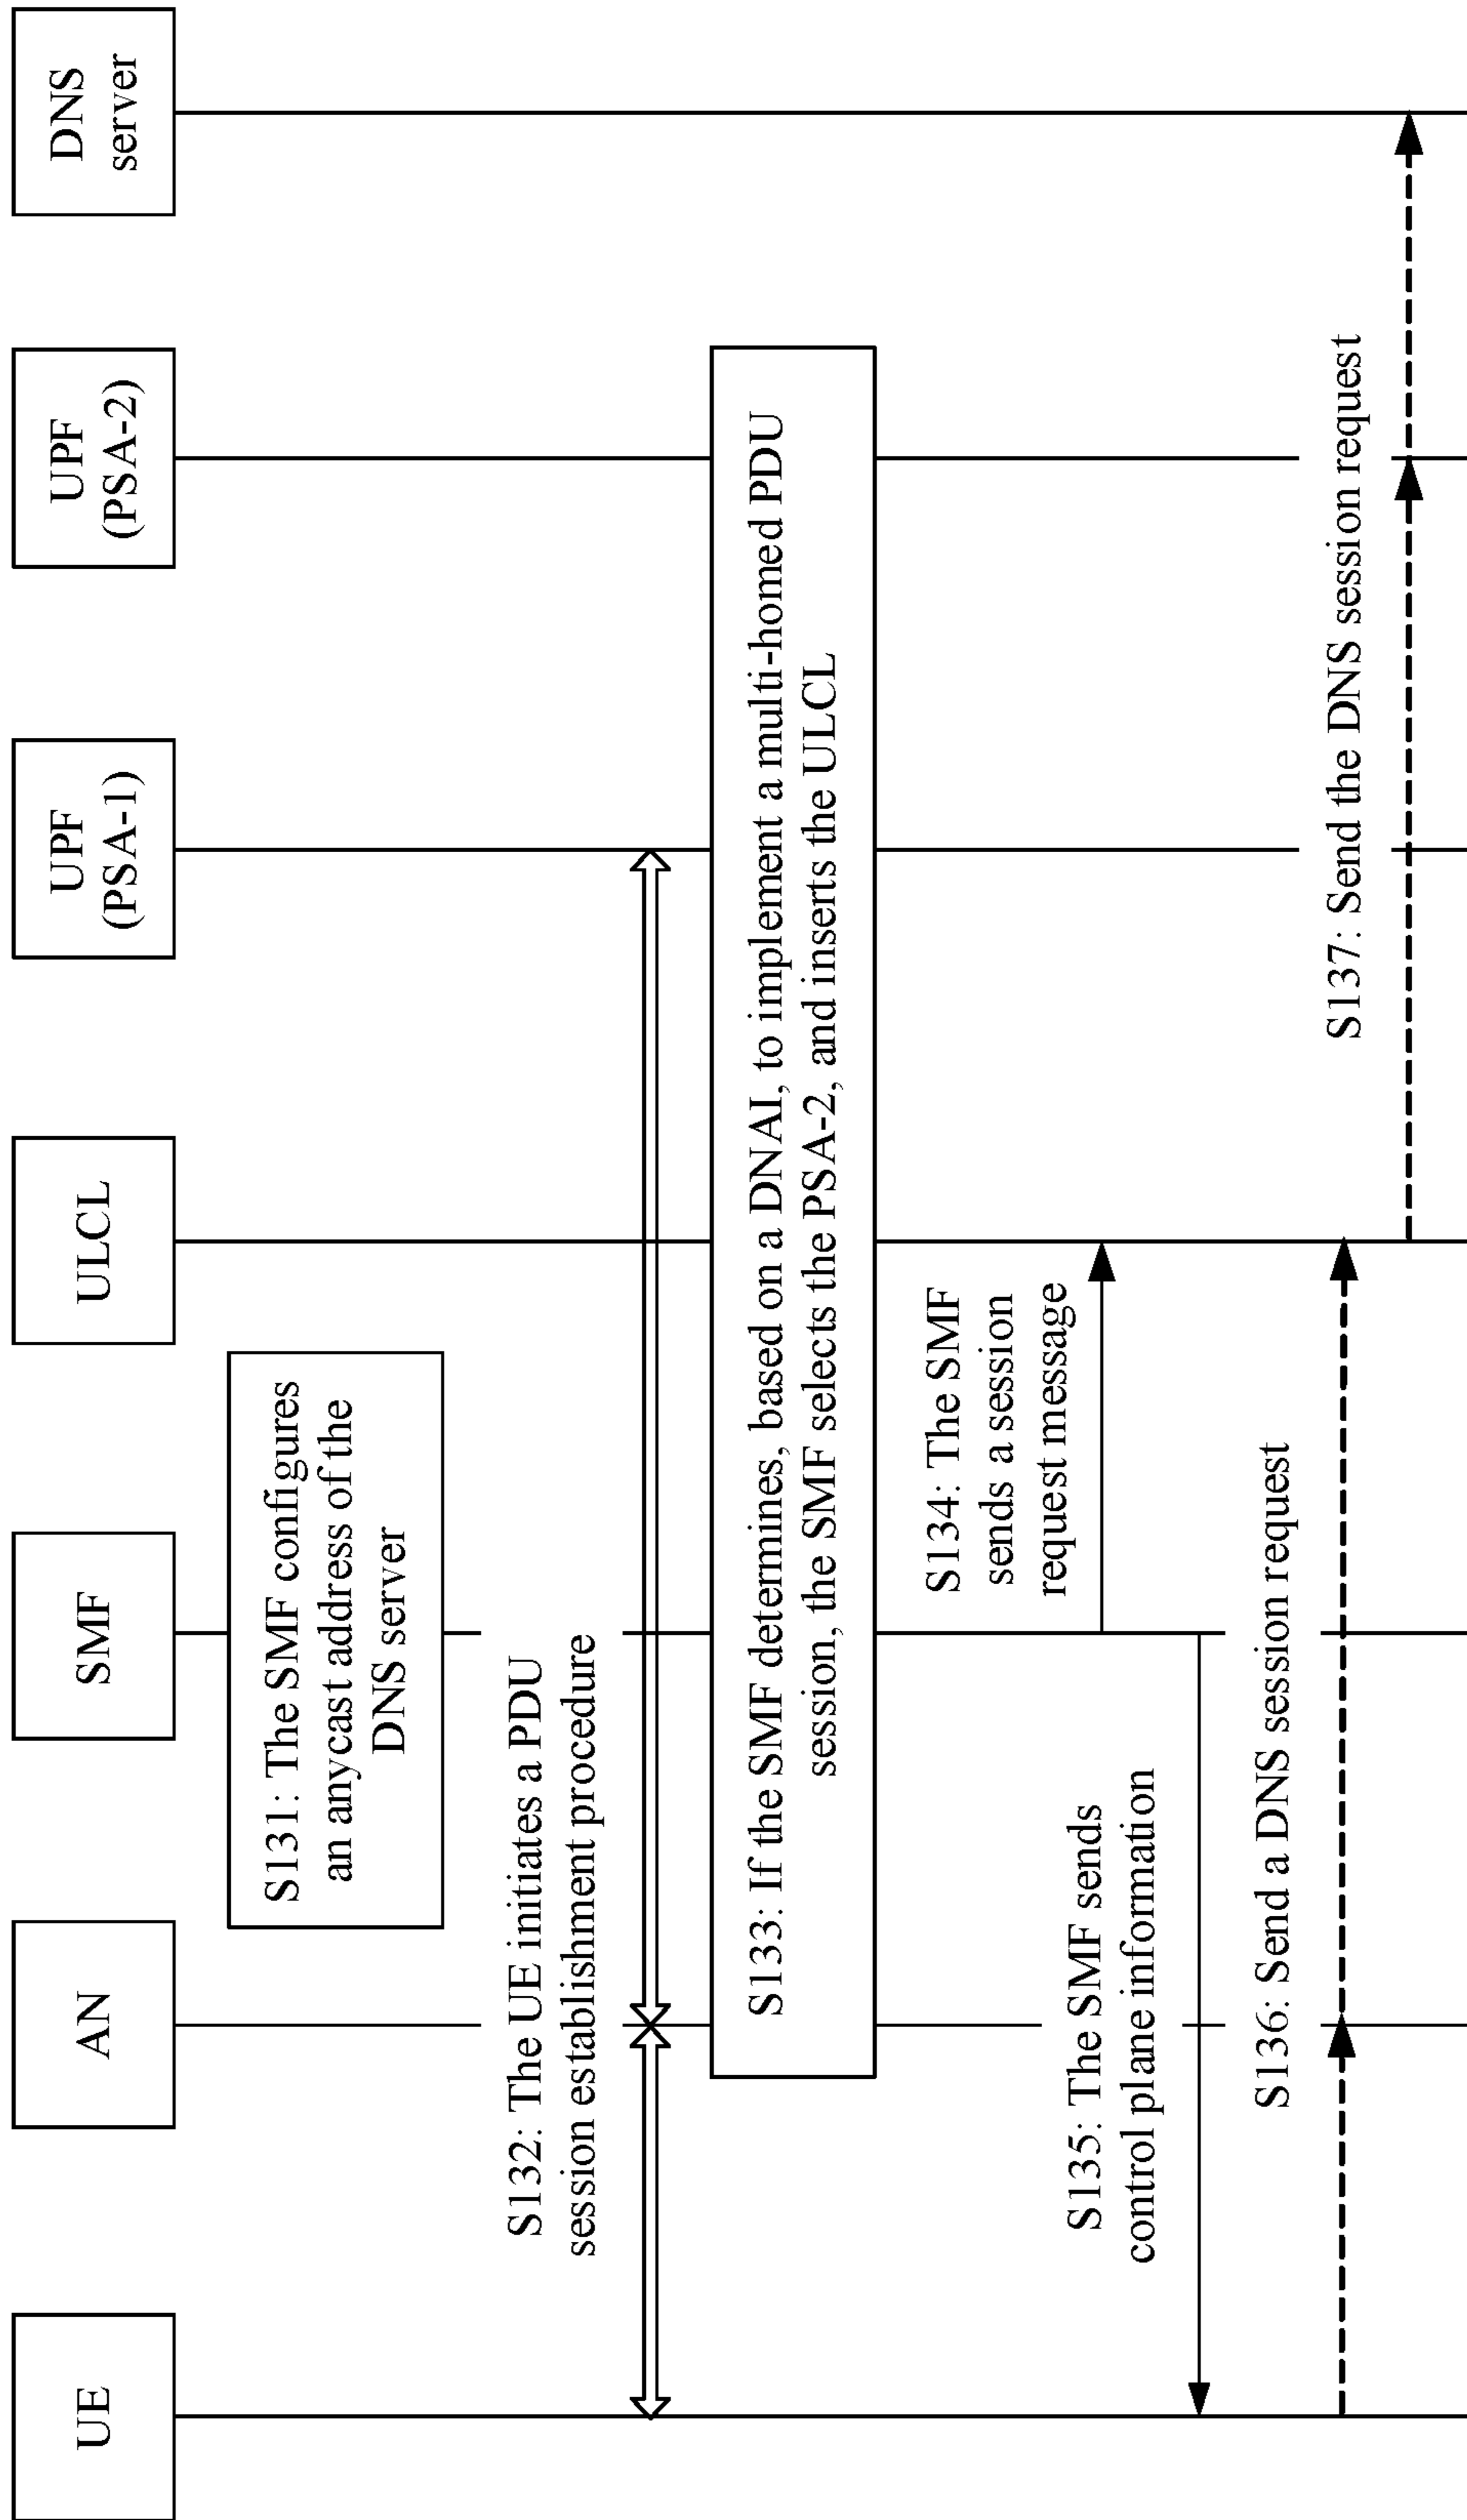 UE
AN
SMF
ULCL
UPF
(PSA-1)
UPF
(PSA-2)
DNS
server
S131: The SMF configures
an anycast address of the
DNS server
S132: The UE initiates a PDU
session establishment procedure
S133: If the SMF determines, based on a DNAI, to implement a multi-homed PDU
session, the SMF selects the PSA-2, and inserts the ULCL
S134: The SMF
sends a session
request message
S135: The SMF sends
control plane information
S136: Send a DNS session request
S137: Send the DNS session request